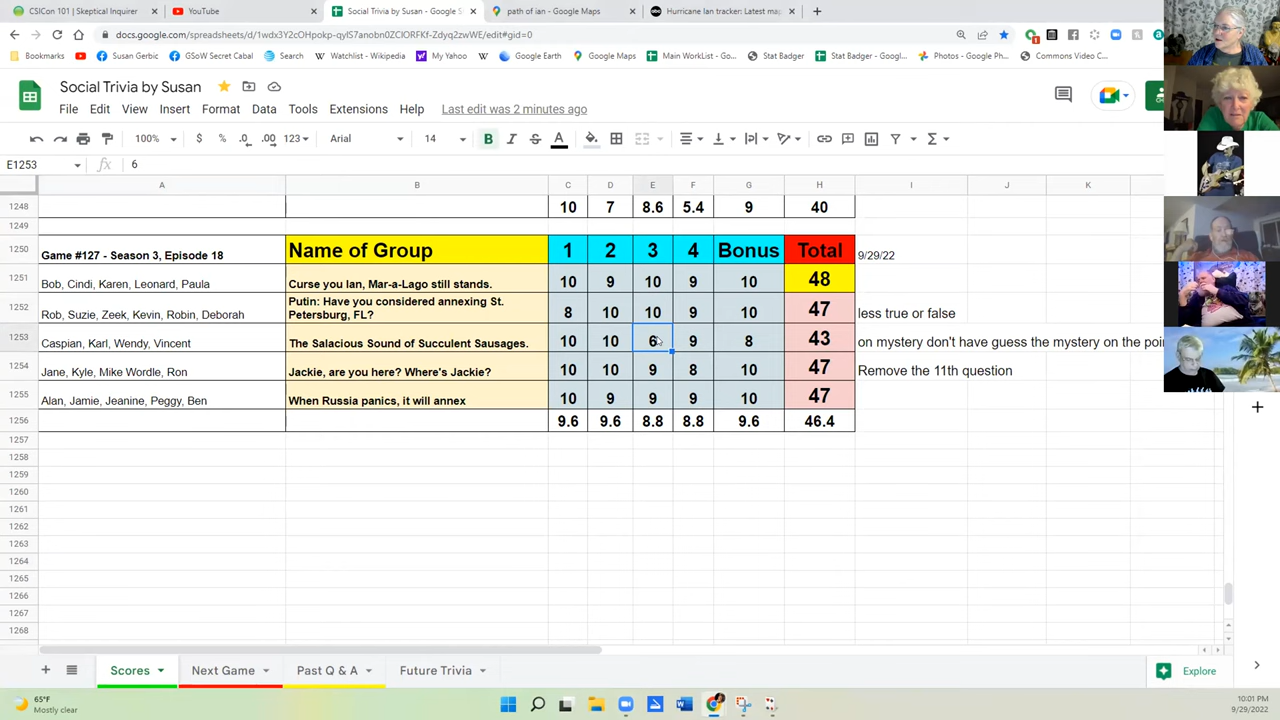 CSICon 101 | Skeptical Inquirer
YouTube
Social Trivia by Susan - Google S
path of ian - Google Maps
Hurricane Ian tracker: Latest ma
docs.google.com/spreadsheets/d/1wdx3Y2cOHpokp-qyIS7anobn0ZClORFKf-Zdyq2zwWE/edit#gid=0
Bookmarks
Susan Gerbic
GSoW Secret Cabal
Search
Watchlist - Wikipedia
My Yahoo
Google Earth
Google Maps
Main WorkList - Go...
Stat Badger
Stat Badger - Googl...
Photos - Google Ph...
Commons Video C...
Social Trivia by Susan
File Edit View Insert Format Data Tools Extensions Help Last edit was 2 minutes ago
100% $ % .0 .00 123 Arial 14 B I A
E1253 fx 6
A B C D E F G H I J K
1248 10 7 8.6 5.4 9 40
1249
1250 Game #127 - Season 3, Episode 18 Name of Group 1 2 3 4 Bonus Total 9/29/22
1251 Bob, Cindi, Karen, Leonard, Paula Curse you Ian, Mar-a-Lago still stands. 10 9 10 9 10 48
Putin: Have you considered annexing St.
1252 Rob, Suzie, Zeek, Kevin, Robin, Deborah Petersburg, FL? 8 10 10 9 10 47 less true or false
1253 Caspian, Karl, Wendy, Vincent The Salacious Sound of Succulent Sausages. 10 10 6 9 8 43 on mystery don't have guess the mystery on the poi
1254 Jane, Kyle, Mike Wordle, Ron Jackie, are you here? Where's Jackie? 10 10 9 8 10 47 Remove the 11th question
1255 Alan, Jamie, Jeanine, Peggy, Ben When Russia panics, it will annex 10 9 9 9 10 47
1256 9.6 9.6 8.8 8.8 9.6 46.4
1257
1258
1259
1260
1261
1262
1263
1264
1265
1266
1267
1268
Scores Next Game Past Q & A Future Trivia Explore
65°F
Mostly clear
10:01 PM
9/29/2022